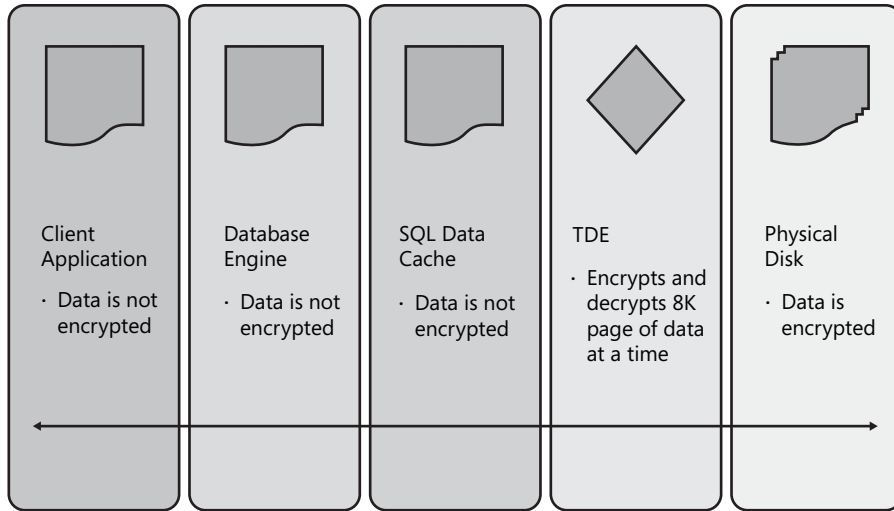 Client
Application
· Data is not
encrypted
Database
Engine
· Data is not
encrypted
SQL Data
Cache
· Data is not
encrypted
TDE
· Encrypts and
decrypts 8K
page of data
at a time
Physical
Disk
· Data is
encrypted